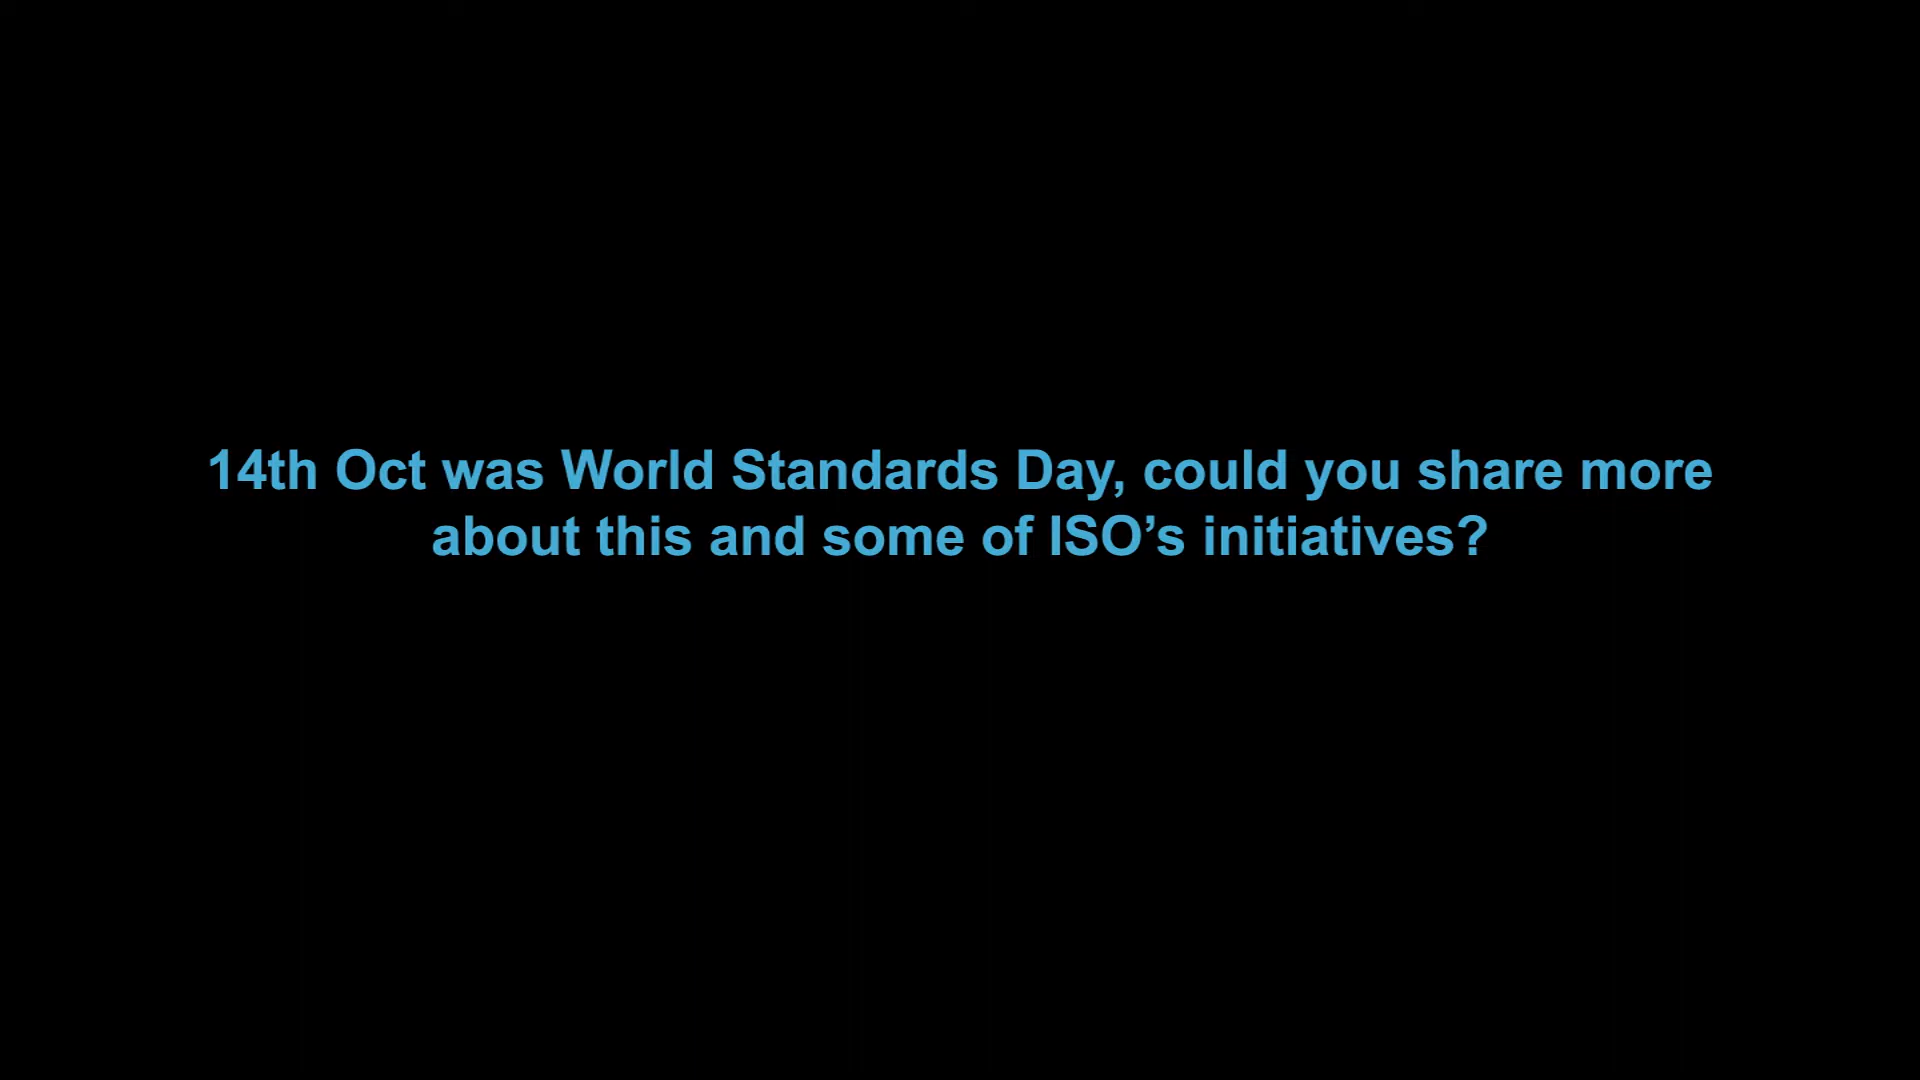 14th Oct was World Standards Day, could you share more
about this and some of ISO’s initiatives?